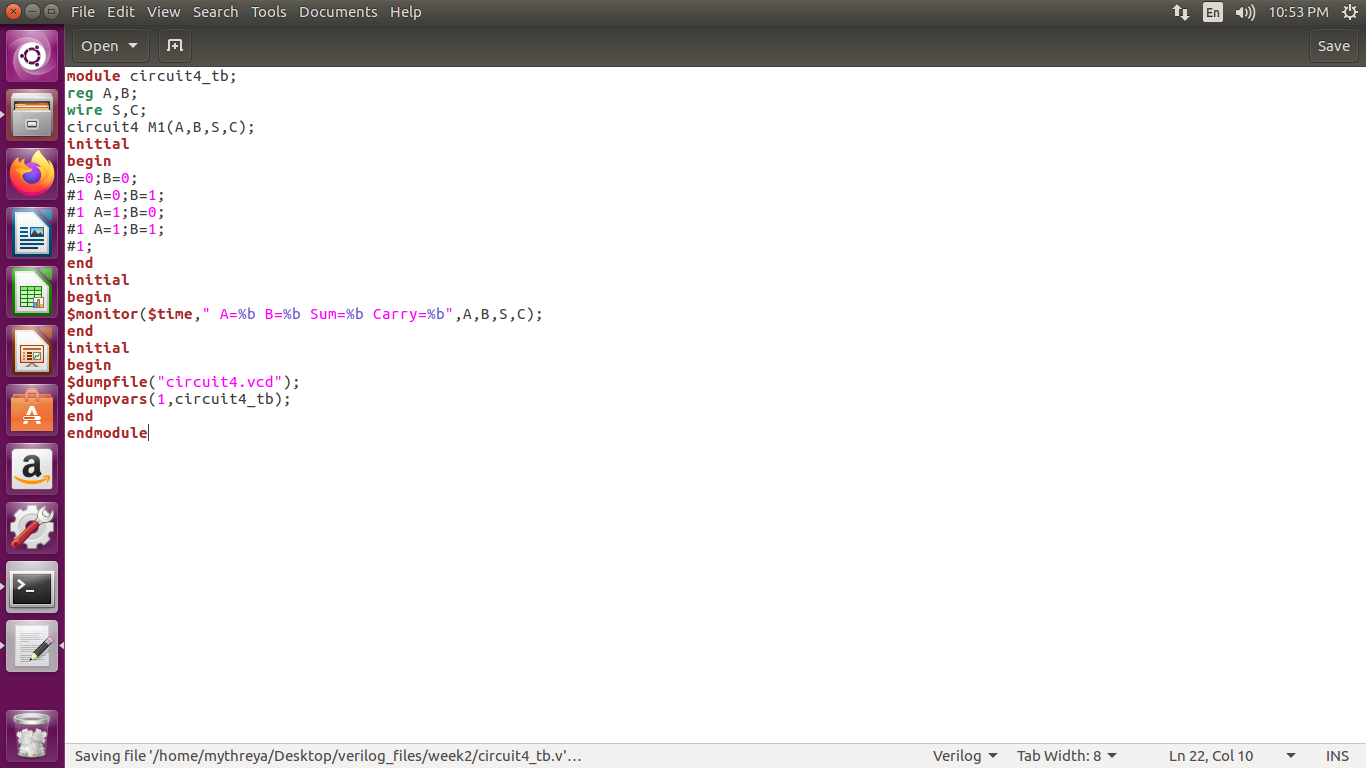 File Edit View Search Tools Documents Help En 10:53 PM
Open Save
module circuit4_tb;
reg A,B;
wire S,C;
circuit4 M1(A,B,S,C);
initial
begin
A=0;B=0;
#1 A=0;B=1;
#1 A=1;B=0;
#1 A=1;B=1;
#1;
end
initial
begin
$monitor($time," A=%b B=%b Sum=%b Carry=%b",A,B,S,C);
end
initial
begin
$dumpfile("circuit4.vcd");
$dumpvars(1,circuit4_tb);
end
endmodule
Saving file '/home/mythreya/Desktop/verilog_files/week2/circuit4_tb.v'… Verilog Tab Width: 8 Ln 22, Col 10 INS